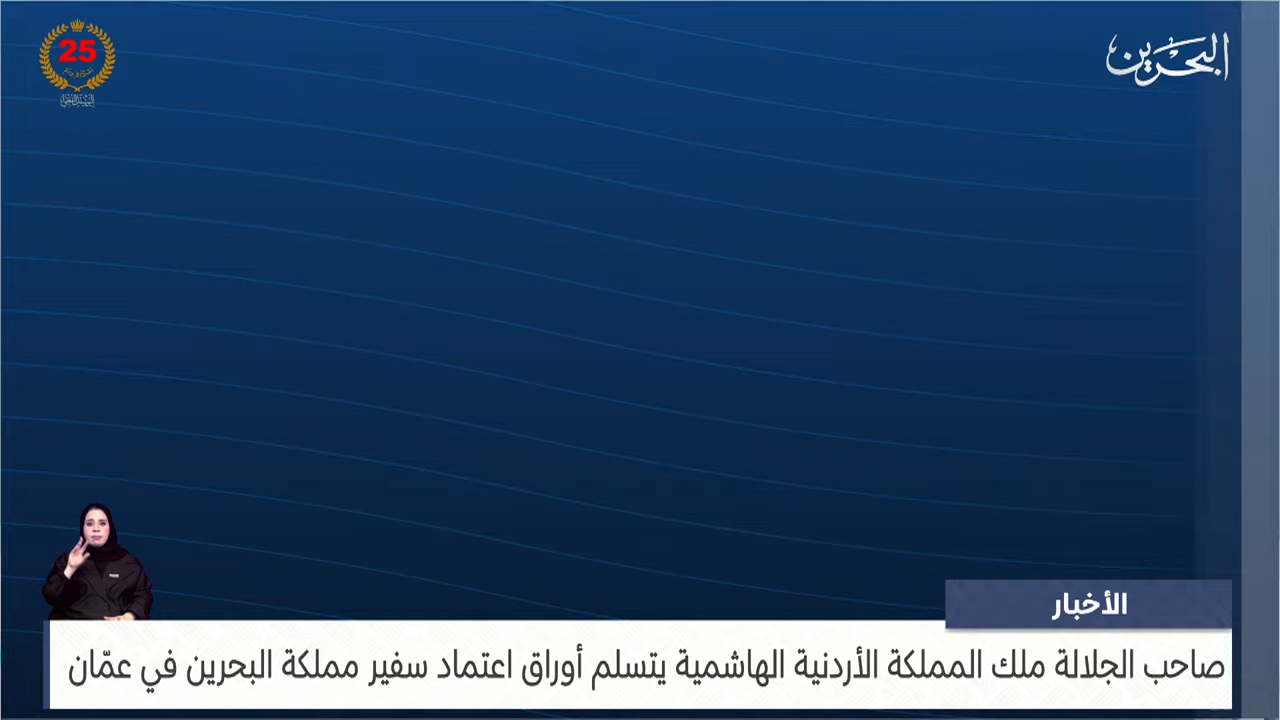 البحرين
25
الأخبار
صاحب الجلالة ملك المملكة الأردنية الهاشمية يتسلم أوراق اعتماد سفير مملكة البحرين في عمّان